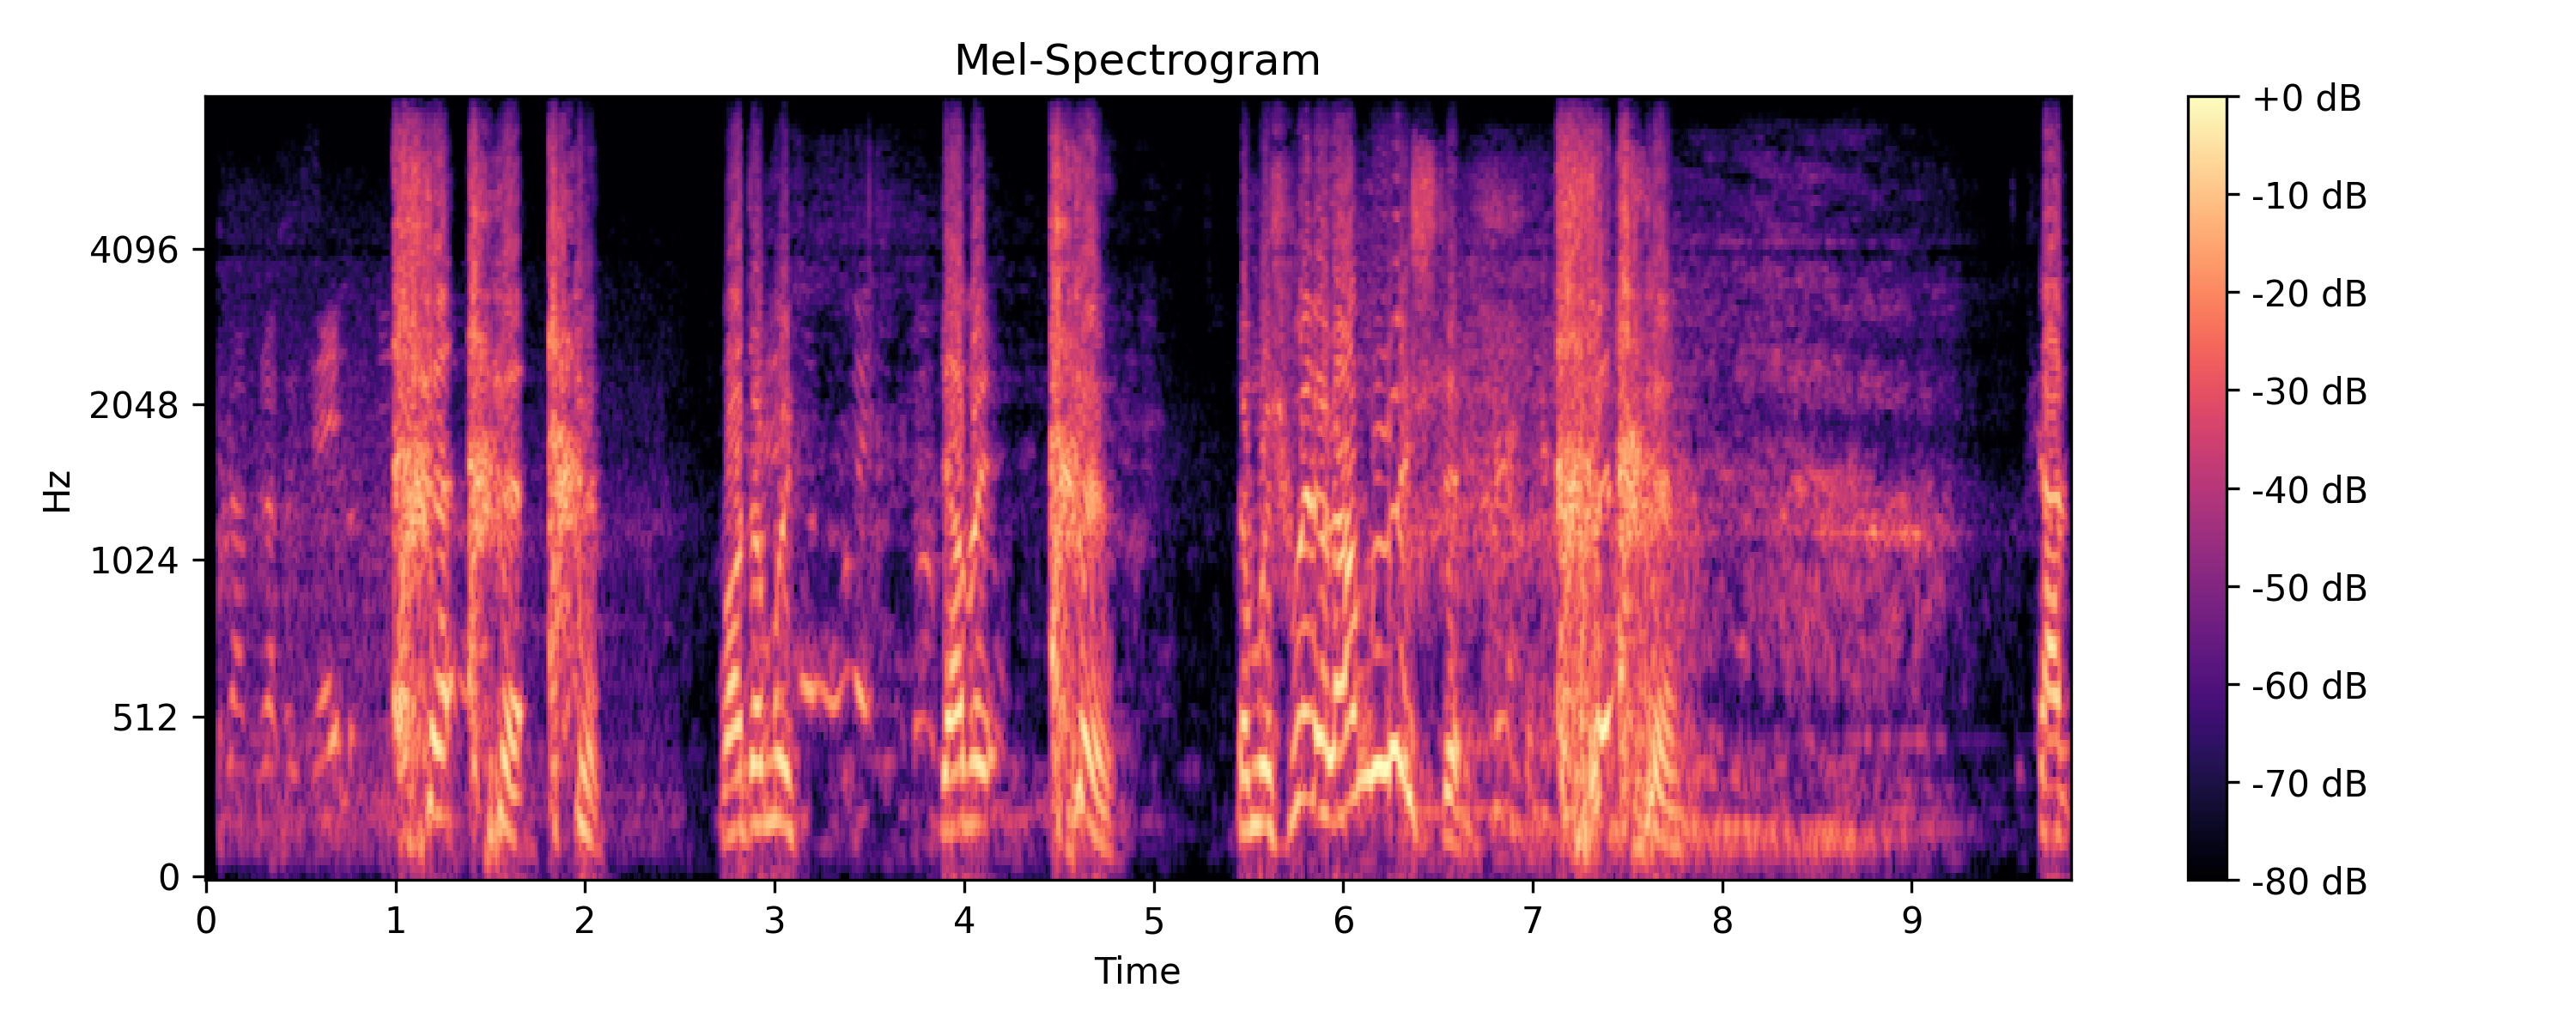 Mel-Spectrogram
+0 dB
-10 dB
-20 dB
-30 dB
-40 dB
-50 dB
-60 dB
-70 dB
-80 dB
Hz
4096
2048
1024
512
0
0 1 2 3 4 5 6 7 8 9
Time